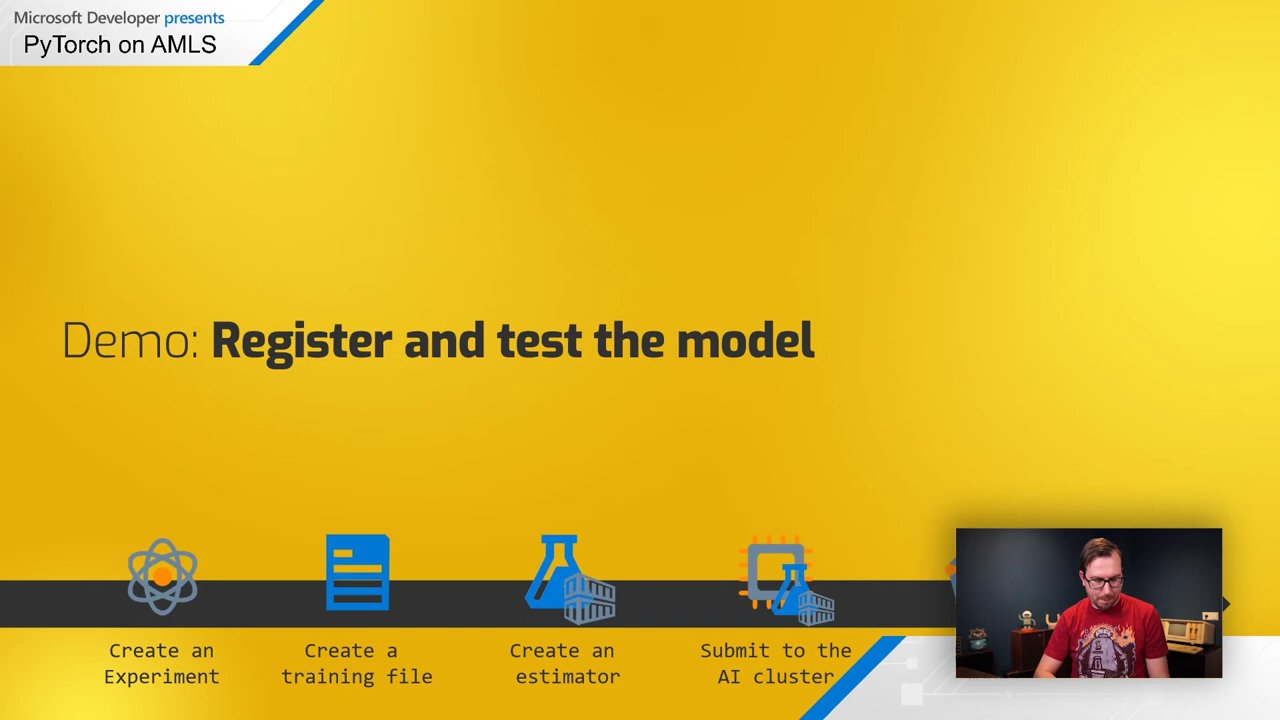 Microsoft Developer presents
PyTorch on AMLS
Demo: Register and test the model
Create an
Experiment
Create a
training file
Create an
estimator
Submit to the
AI cluster